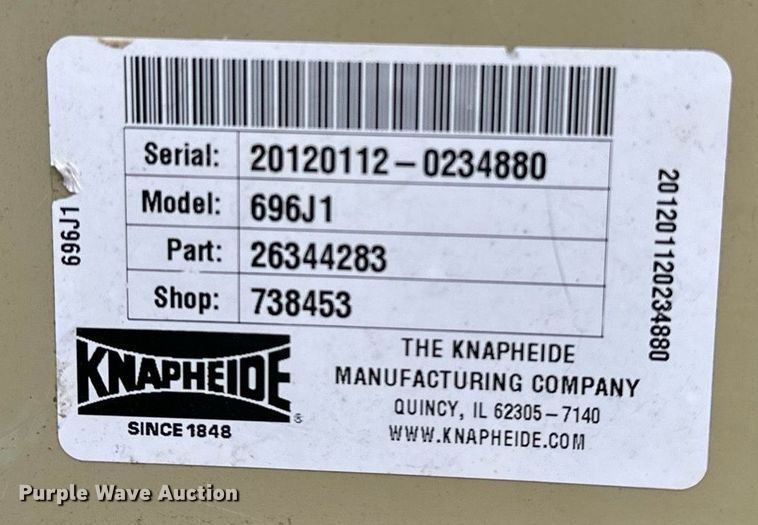 Serial: 20120112-0234880
Model: 696J1
Part: 26344283
Shop: 738453
696J1
201201120234880
KNAPHEIDE®
SINCE 1848
THE KNAPHEIDE
MANUFACTURING COMPANY
QUINCY, IL 62305-7140
WWW.KNAPHEIDE.COM
Purple Wave Auction